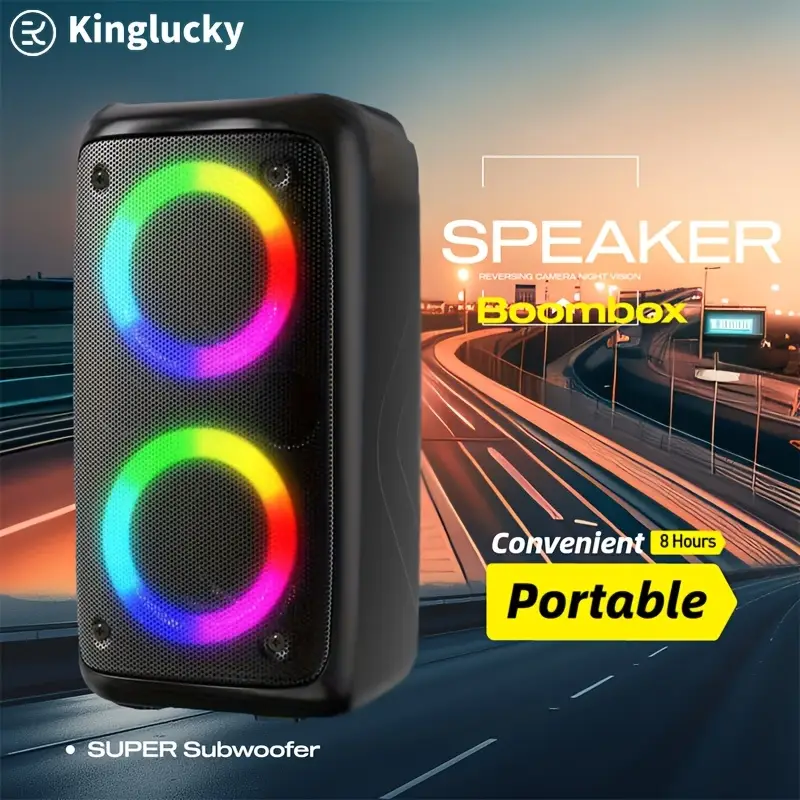 Kinglucky
SPEAKER
REVERSING CAMERA NIGHT VISION
Boombox
Convenient 8 Hours
Portable
• SUPER Subwoofer